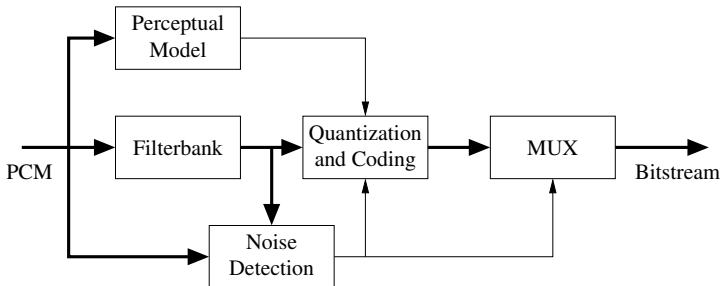 Perceptual
Model
PCM
Filterbank
Quantization
and Coding
MUX
Bitstream
Noise
Detection